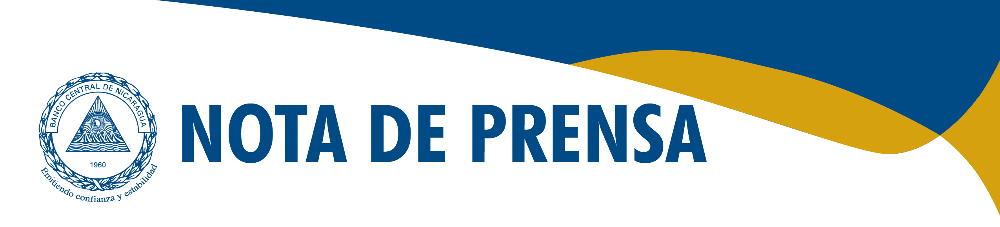 BANCO CENTRAL DE NICARAGUA
1960
Emitiendo confianza y estabilidad
NOTA DE PRENSA